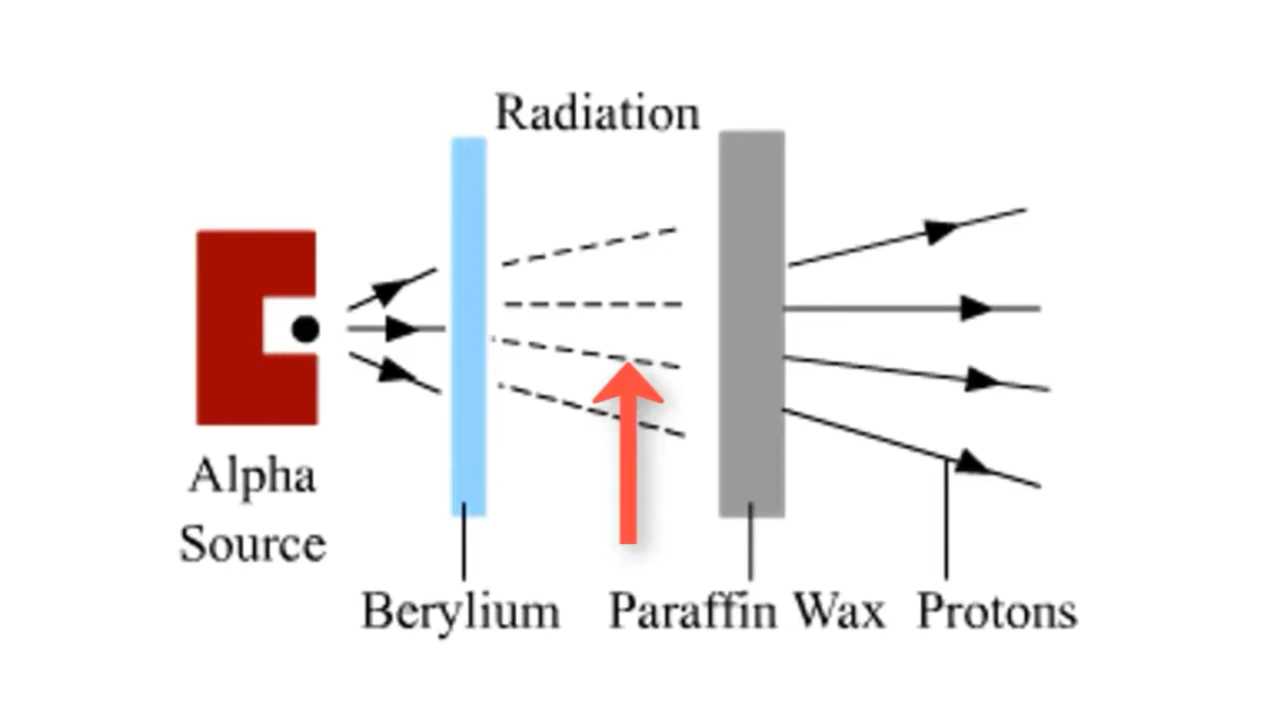 Radiation
Alpha
Source
Berylium
Paraffin Wax
Protons